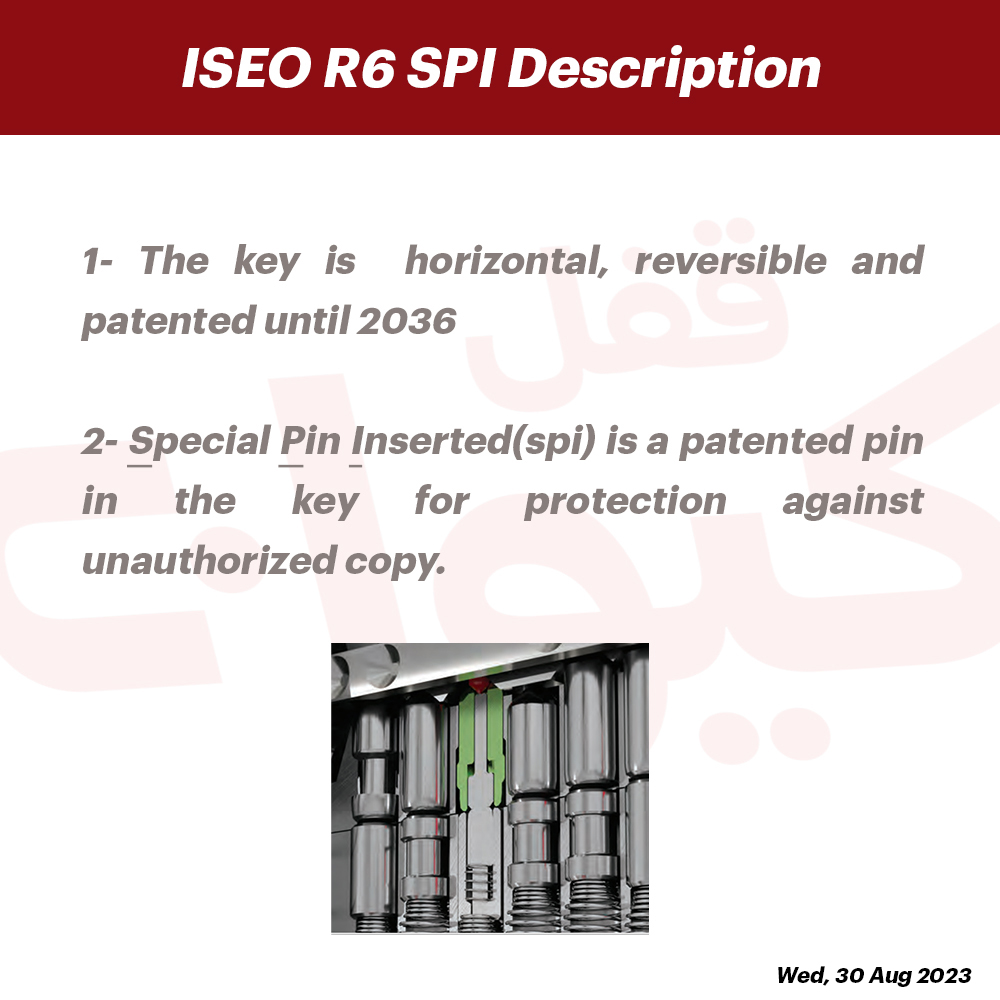 ISEO R6 SPI Description
قفل
کیوان
1- The key is horizontal, reversible and
patented until 2036
2- Special Pin Inserted(spi) is a patented pin
in the key for protection against
unauthorized copy.
Wed, 30 Aug 2023